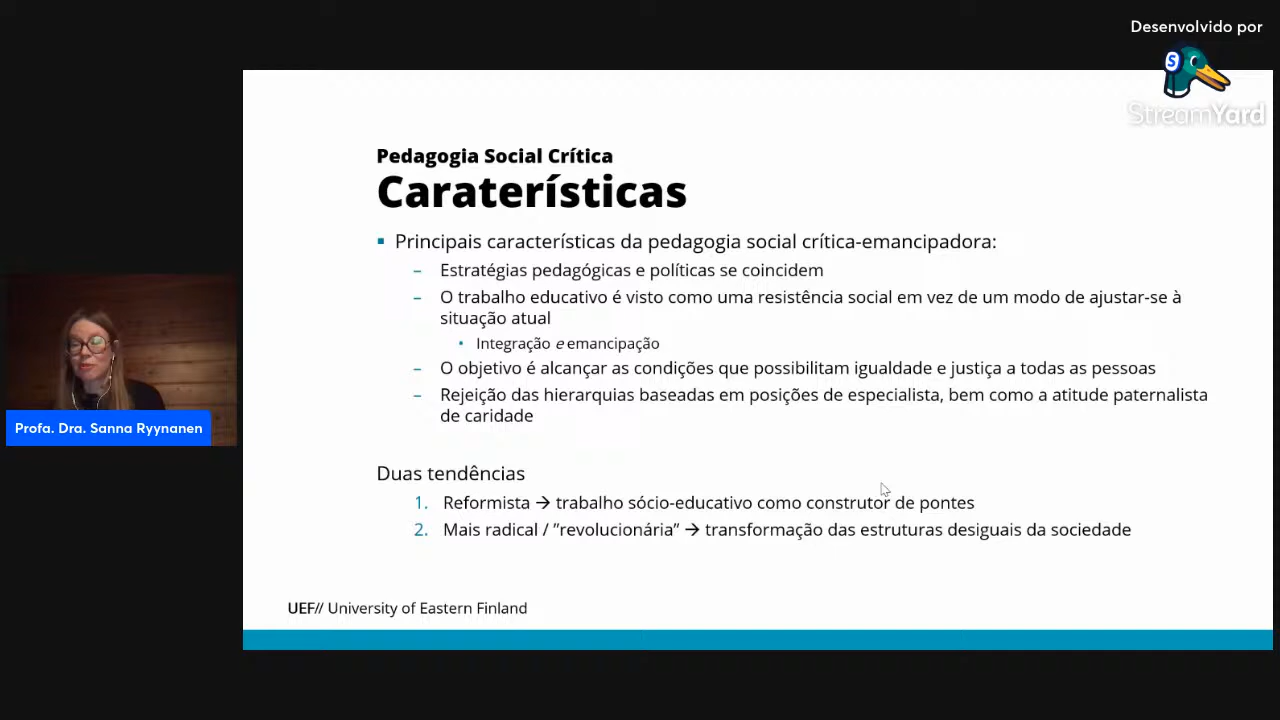 Desenvolvido por
S
StreamYard
Pedagogia Social Crítica
Caraterísticas
Principais características da pedagogia social crítica-emancipadora:
– Estratégias pedagógicas e políticas se coincidem
– O trabalho educativo é visto como uma resistência social em vez de um modo de ajustar-se à
situação atual
• Integração e emancipação
– O objetivo é alcançar as condições que possibilitam igualdade e justiça a todas as pessoas
– Rejeição das hierarquias baseadas em posições de especialista, bem como a atitude paternalista
de caridade
Profa. Dra. Sanna Ryynanen
Duas tendências
1. Reformista → trabalho sócio-educativo como construtor de pontes
2. Mais radical / ”revolucionária” → transformação das estruturas desiguais da sociedade
UEF// University of Eastern Finland